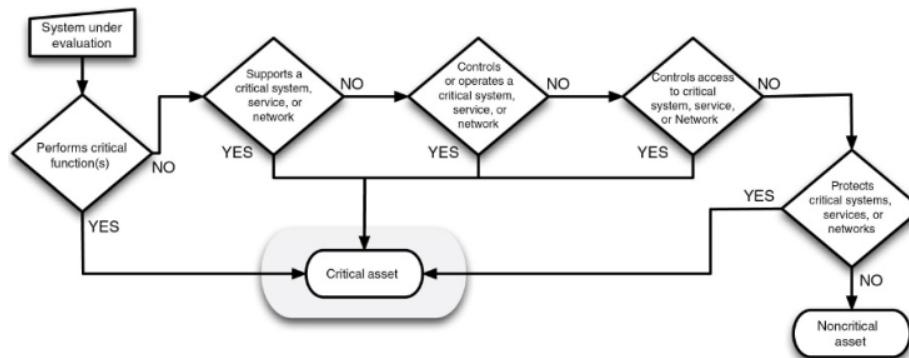 System under
evaluation
Performs critical
function(s)
NO
YES
Supports a
critical system,
service, or
network
NO
YES
Controls
or operates a
critical system,
service, or
network
NO
YES
Controls access
to critical
system, service,
or Network
NO
YES
Protects
critical systems,
services, or
networks
YES
NO
Critical asset
Noncritical
asset